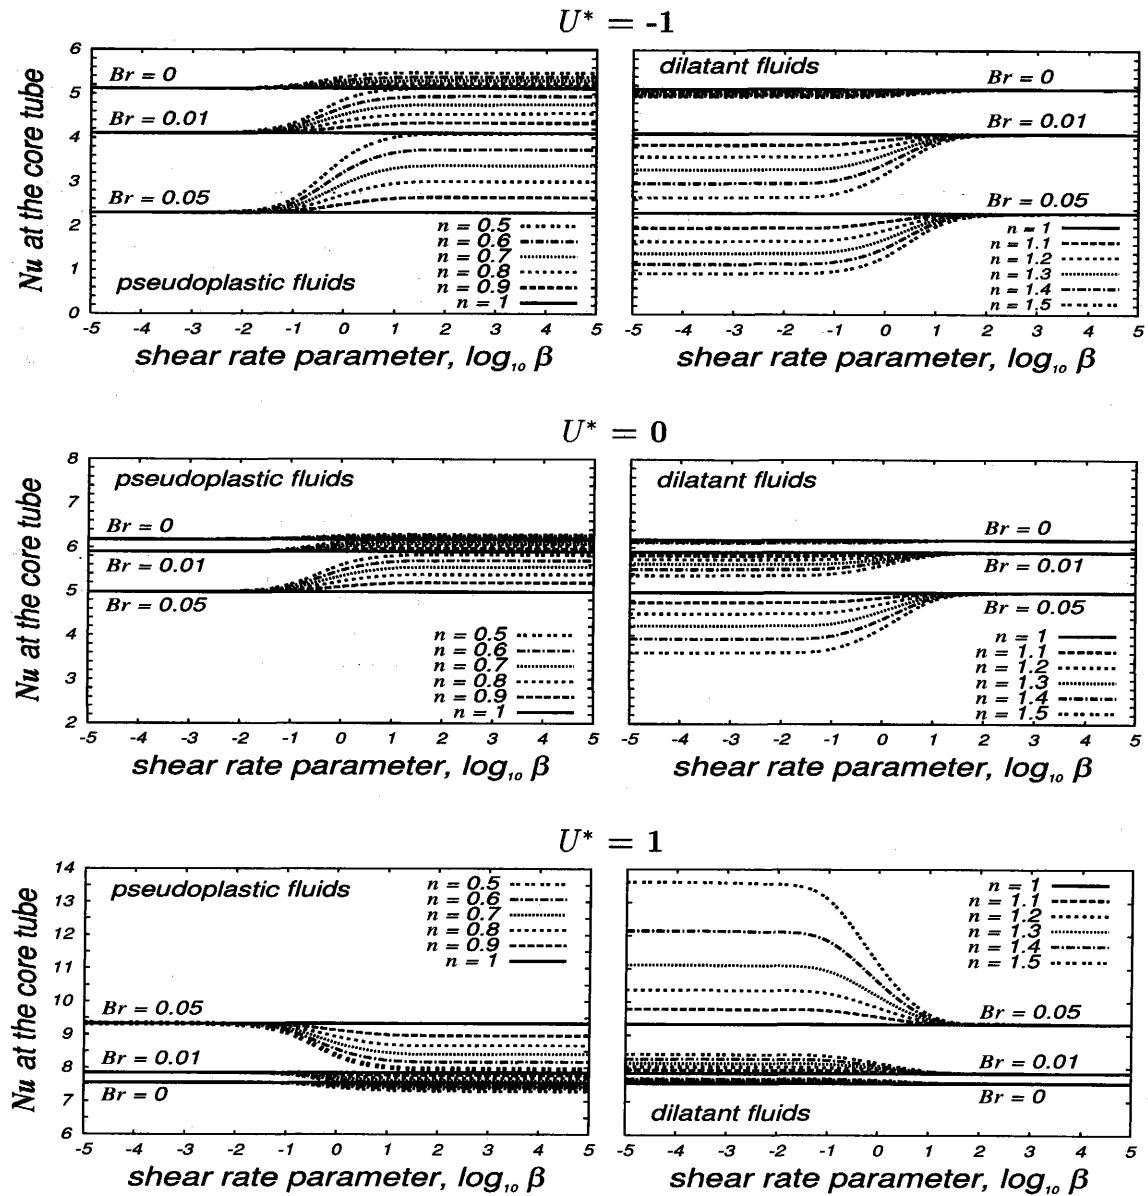 U* = -1
Nu at the core tube
6
5
4
3
2
1
0
Br = 0
Br = 0.01
Br = 0.05
pseudoplastic fluids
n = 0.5
n = 0.6
n = 0.7
n = 0.8
n = 0.9
n = 1
-5 -4 -3 -2 -1 0 1 2 3 4 5
shear rate parameter, log₁₀ β
dilatant fluids
Br = 0
Br = 0.01
Br = 0.05
n = 1
n = 1.1
n = 1.2
n = 1.3
n = 1.4
n = 1.5
-5 -4 -3 -2 -1 0 1 2 3 4 5
shear rate parameter, log₁₀ β
U* = 0
Nu at the core tube
8
7
6
5
4
3
2
pseudoplastic fluids
Br = 0
Br = 0.01
Br = 0.05
n = 0.5
n = 0.6
n = 0.7
n = 0.8
n = 0.9
n = 1
-5 -4 -3 -2 -1 0 1 2 3 4 5
shear rate parameter, log₁₀ β
dilatant fluids
Br = 0
Br = 0.01
Br = 0.05
n = 1
n = 1.1
n = 1.2
n = 1.3
n = 1.4
n = 1.5
-5 -4 -3 -2 -1 0 1 2 3 4 5
shear rate parameter, log₁₀ β
U* = 1
Nu at the core tube
14
13
12
11
10
9
8
7
6
pseudoplastic fluids
n = 0.5
n = 0.6
n = 0.7
n = 0.8
n = 0.9
n = 1
Br = 0.05
Br = 0.01
Br = 0
-5 -4 -3 -2 -1 0 1 2 3 4 5
shear rate parameter, log₁₀ β
n = 1
n = 1.1
n = 1.2
n = 1.3
n = 1.4
n = 1.5
Br = 0.05
Br = 0.01
Br = 0
dilatant fluids
-5 -4 -3 -2 -1 0 1 2 3 4 5
shear rate parameter, log₁₀ β